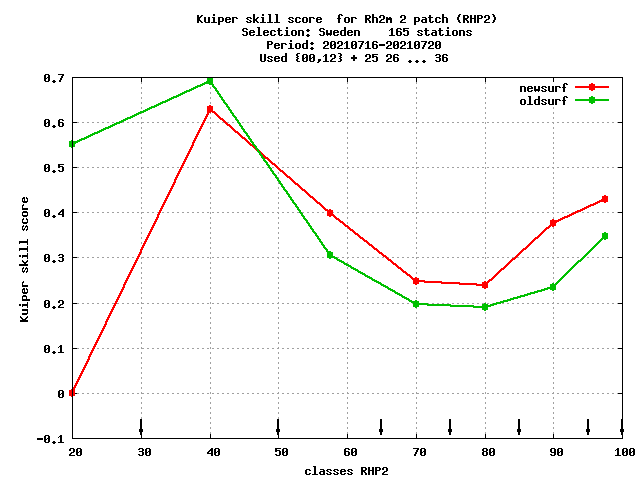 Kuiper skill score  for Rh2m 2 patch (RHP2)
Selection: Sweden    165 stations
Period: 20210716-20210720
Used {00,12} + 25 26 ... 36
newsurf
oldsurf
Kuiper skill score
0.7
0.6
0.5
0.4
0.3
0.2
0.1
0
-0.1
20 30 40 50 60 70 80 90 100
classes RHP2